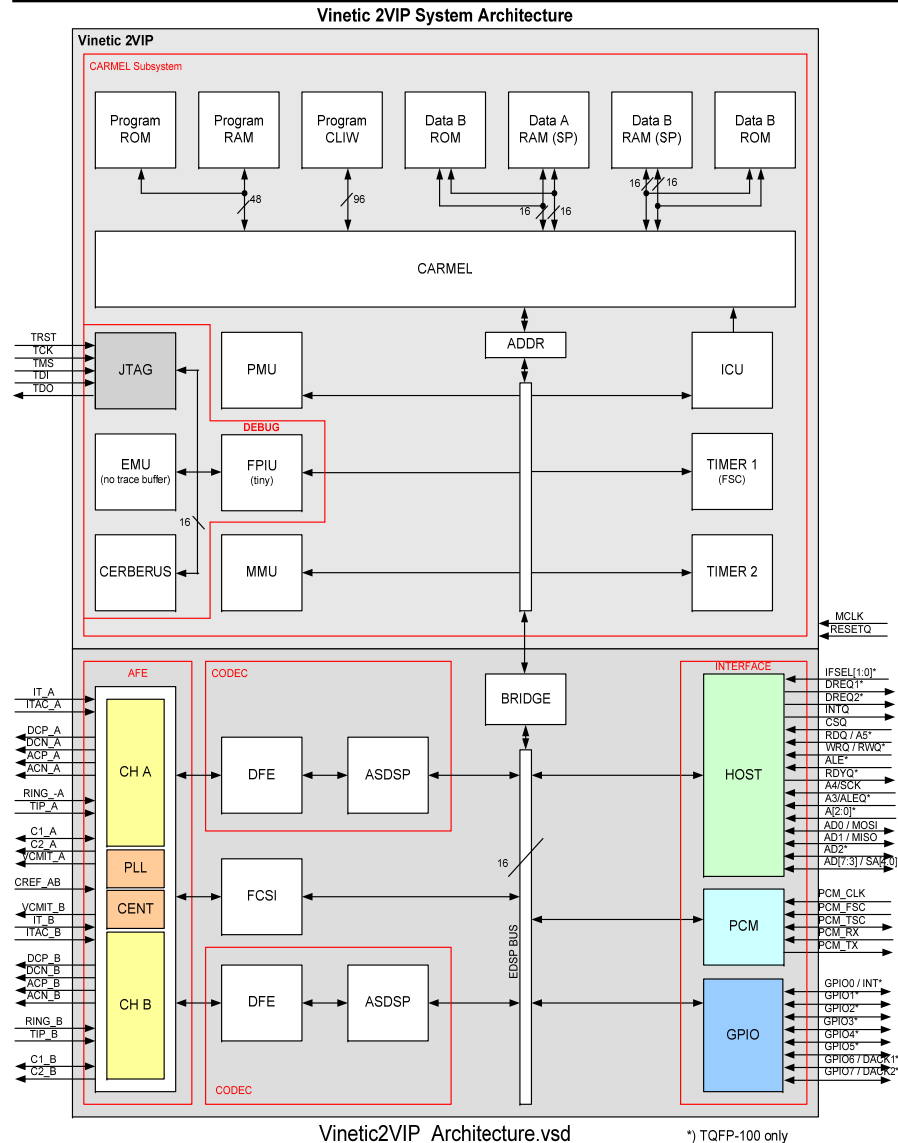 Vinetic 2VIP System Architecture
Vinetic 2VIP
CARMEL Subsystem
Program
ROM
Program
RAM
Program
CLIW
Data B
ROM
Data A
RAM (SP)
Data B
RAM (SP)
Data B
ROM
48
96
16
16
16
16
CARMEL
TRST
TCK
TMS
TDI
TDO
JTAG
PMU
ADDR
ICU
DEBUG
EMU
(no trace buffer)
FPIU
(tiny)
TIMER 1
(FSC)
16
CERBERUS
MMU
TIMER 2
MCLK
RESETQ
AFE
CODEC
BRIDGE
INTERFACE
IT_A
ITAC_A
DCP_A
DCN_A
ACP_A
ACN_A
RING_-A
TIP_A
C1_A
C2_A
VCMIT_A
CREF_AB
VCMIT_B
IT_B
ITAC_B
DCP_B
DCN_B
ACP_B
ACN_B
RING_B
TIP_B
C1_B
C2_B
CH A
PLL
CENT
CH B
DFE
ASDSP
FCSI
DFE
ASDSP
CODEC
16
EDSP BUS
HOST
PCM
GPIO
IFSEL[1:0]*
DREQ1*
DREQ2*
INTQ
CSQ
RDQ / A5*
WRQ / RWQ*
ALE*
RDYQ*
A4/SCK
A3/ALEQ*
A[2:0]*
AD0 / MOSI
AD1 / MISO
AD2*
AD[7:3] / SA[4:0]
PCM_CLK
PCM_FSC
PCM_TSC
PCM_RX
PCM_TX
GPIO0 / INT*
GPIO1*
GPIO2*
GPIO3*
GPIO4*
GPIO5*
GPIO6 / DACK1*
GPIO7 / DACK2*
Vinetic2VIP_Architecture.vsd
*) TQFP-100 only